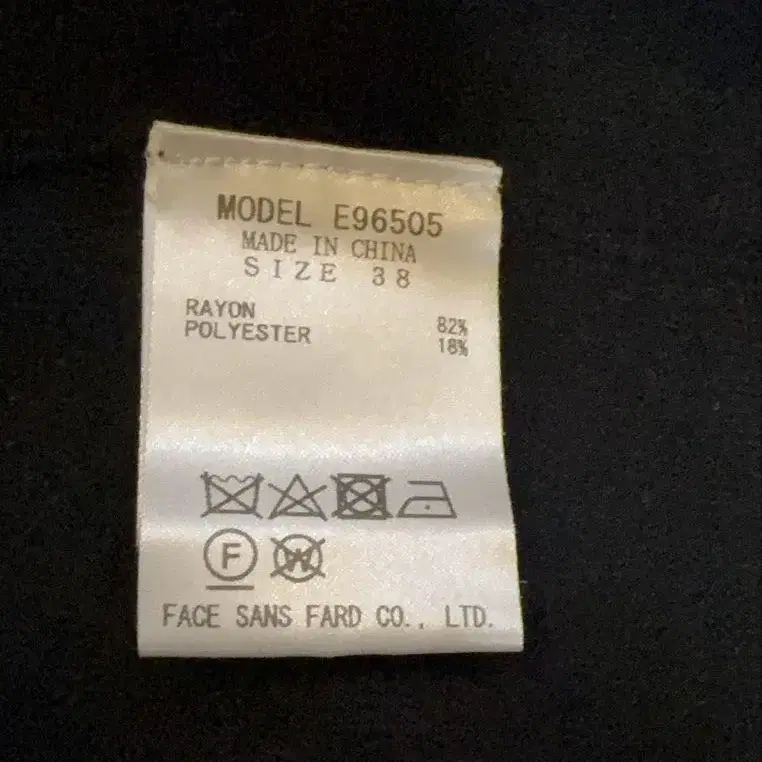 MODEL E96505
MADE IN CHINA
SIZE 38
RAYON 82%
POLYESTER 18%
F W
FACE SANS FARD CO., LTD.